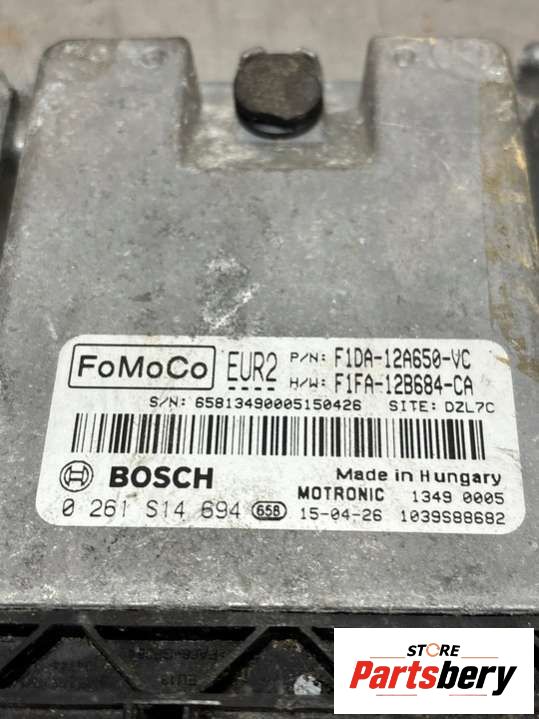 FoMoCo EUR2 P/N: F1DA-12A650-VC
H/W: F1FA-12B684-CA
S/N: 65813490005150426 SITE: DZL7C
BOSCH Made in Hungary
MOTRONIC 1349 0005
0 261 S14 694 658 15-04-26 1039S88682
STORE
Partsbery